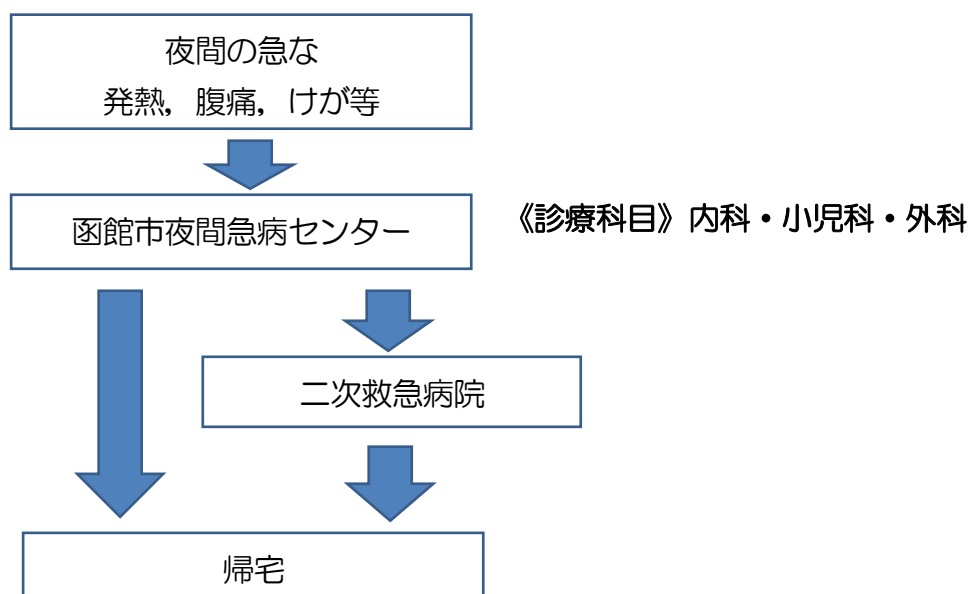 夜間の急な
発熱，腹痛，けが等
函館市夜間急病センター
《診療科目》内科・小児科・外科
二次救急病院
帰宅